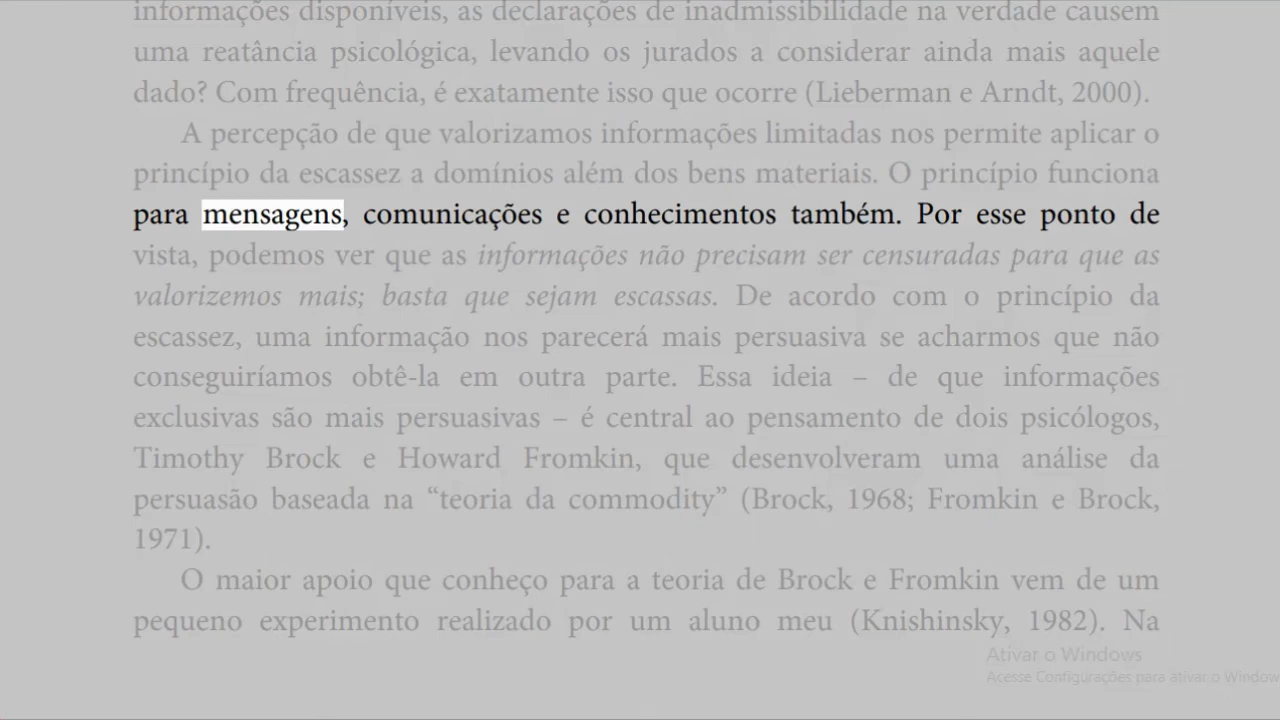 informações disponíveis, as declarações de inadmissibilidade na verdade causem
uma reatância psicológica, levando os jurados a considerar ainda mais aquele
dado? Com frequência, é exatamente isso que ocorre (Lieberman e Arndt, 2000).
A percepção de que valorizamos informações limitadas nos permite aplicar o
princípio da escassez a domínios além dos bens materiais. O princípio funciona
para mensagens, comunicações e conhecimentos também. Por esse ponto de
vista, podemos ver que as informações não precisam ser censuradas para que as
valorizemos mais; basta que sejam escassas. De acordo com o princípio da
escassez, uma informação nos parecerá mais persuasiva se acharmos que não
conseguiríamos obtê-la em outra parte. Essa ideia – de que informações
exclusivas são mais persuasivas – é central ao pensamento de dois psicólogos,
Timothy Brock e Howard Fromkin, que desenvolveram uma análise da
persuasão baseada na “teoria da commodity” (Brock, 1968; Fromkin e Brock,
1971).
O maior apoio que conheço para a teoria de Brock e Fromkin vem de um
pequeno experimento realizado por um aluno meu (Knishinsky, 1982). Na
Ativar o Windows
Acesse Configurações para ativar o Window